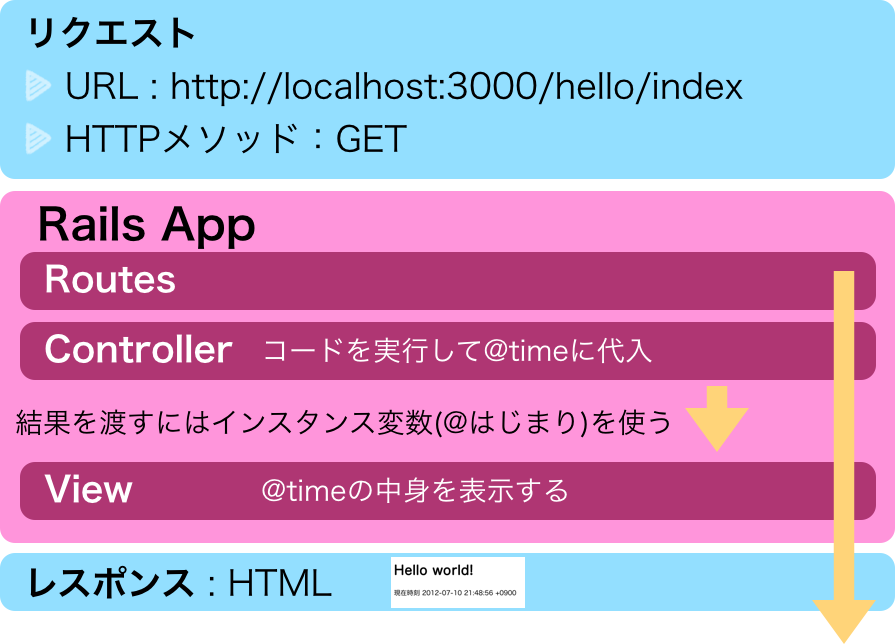 リクエスト
URL : http://localhost:3000/hello/index
HTTPメソッド：GET
Rails App
Routes
Controller コードを実行して@timeに代入
結果を渡すにはインスタンス変数(@はじまり)を使う
View @timeの中身を表示する
レスポンス : HTML
Hello world!
現在時刻 2012-07-10 21:48:56 +0900